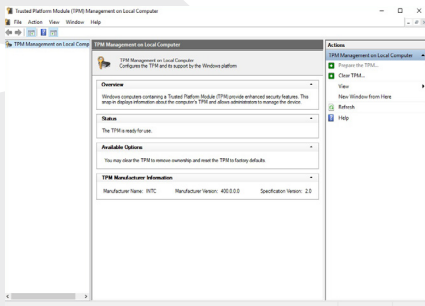 Trusted Platform Module (TPM) Management on Local Computer
File Action View Window Help
TPM Management on Local Comp
TPM Management on Local Computer
TPM Management on Local Computer
Configures the TPM and its support by the Windows platform
Overview
Windows computers containing a Trusted Platform Module (TPM) provide enhanced security features. This
snap-in displays information about the computer's TPM and allows administrators to manage the device.
Status
The TPM is ready for use.
Available Options
You may clear the TPM to remove ownership and reset the TPM to factory defaults.
TPM Manufacturer Information
Manufacturer Name: INTC Manufacturer Version: 400.0.0.0 Specification Version: 2.0
Actions
TPM Management on Local Computer
Prepare the TPM...
Clear TPM...
View
New Window from Here
Refresh
Help